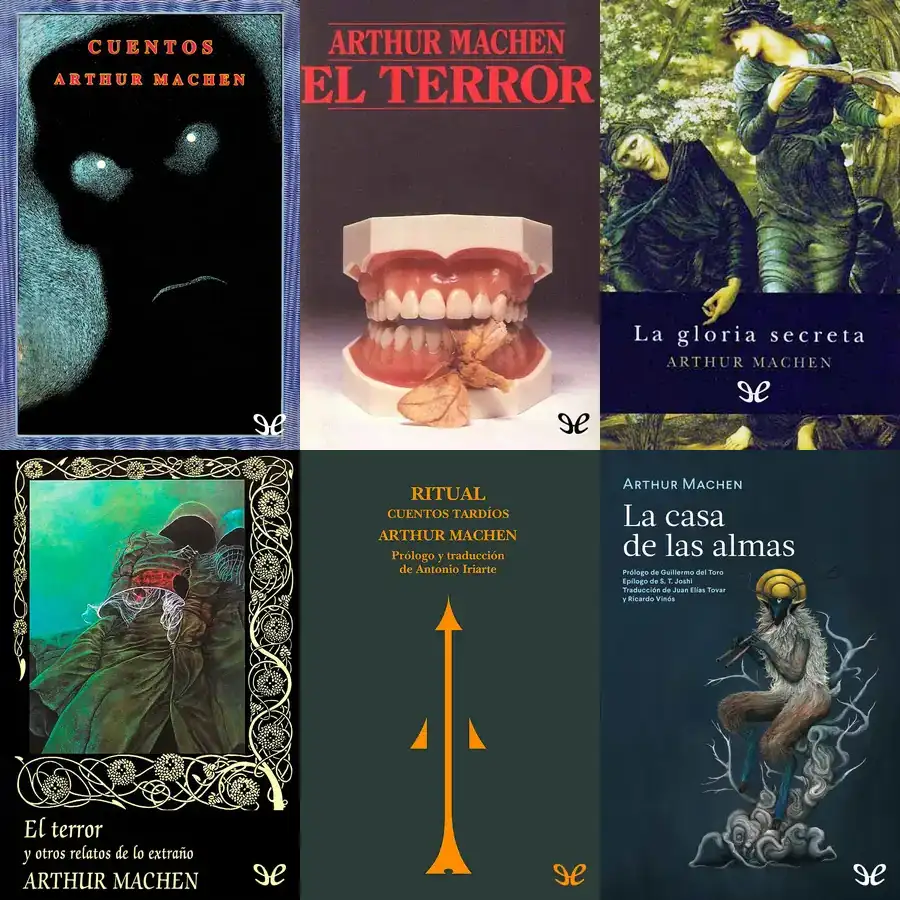 CUENTOS
ARTHUR MACHEN
ARTHUR MACHEN
EL TERROR
La gloria secreta
ARTHUR MACHEN
El terror
y otros relatos de lo extraño
ARTHUR MACHEN
RITUAL
CUENTOS TARDÍOS
ARTHUR MACHEN
Prólogo y traducción
de Antonio Iriarte
ARTHUR MACHEN
La casa
de las almas
Prólogo de Guillermo del Toro
Epílogo de S. T. Joshi
Traducción de Juan Elías Tovar
y Ricardo Vinós